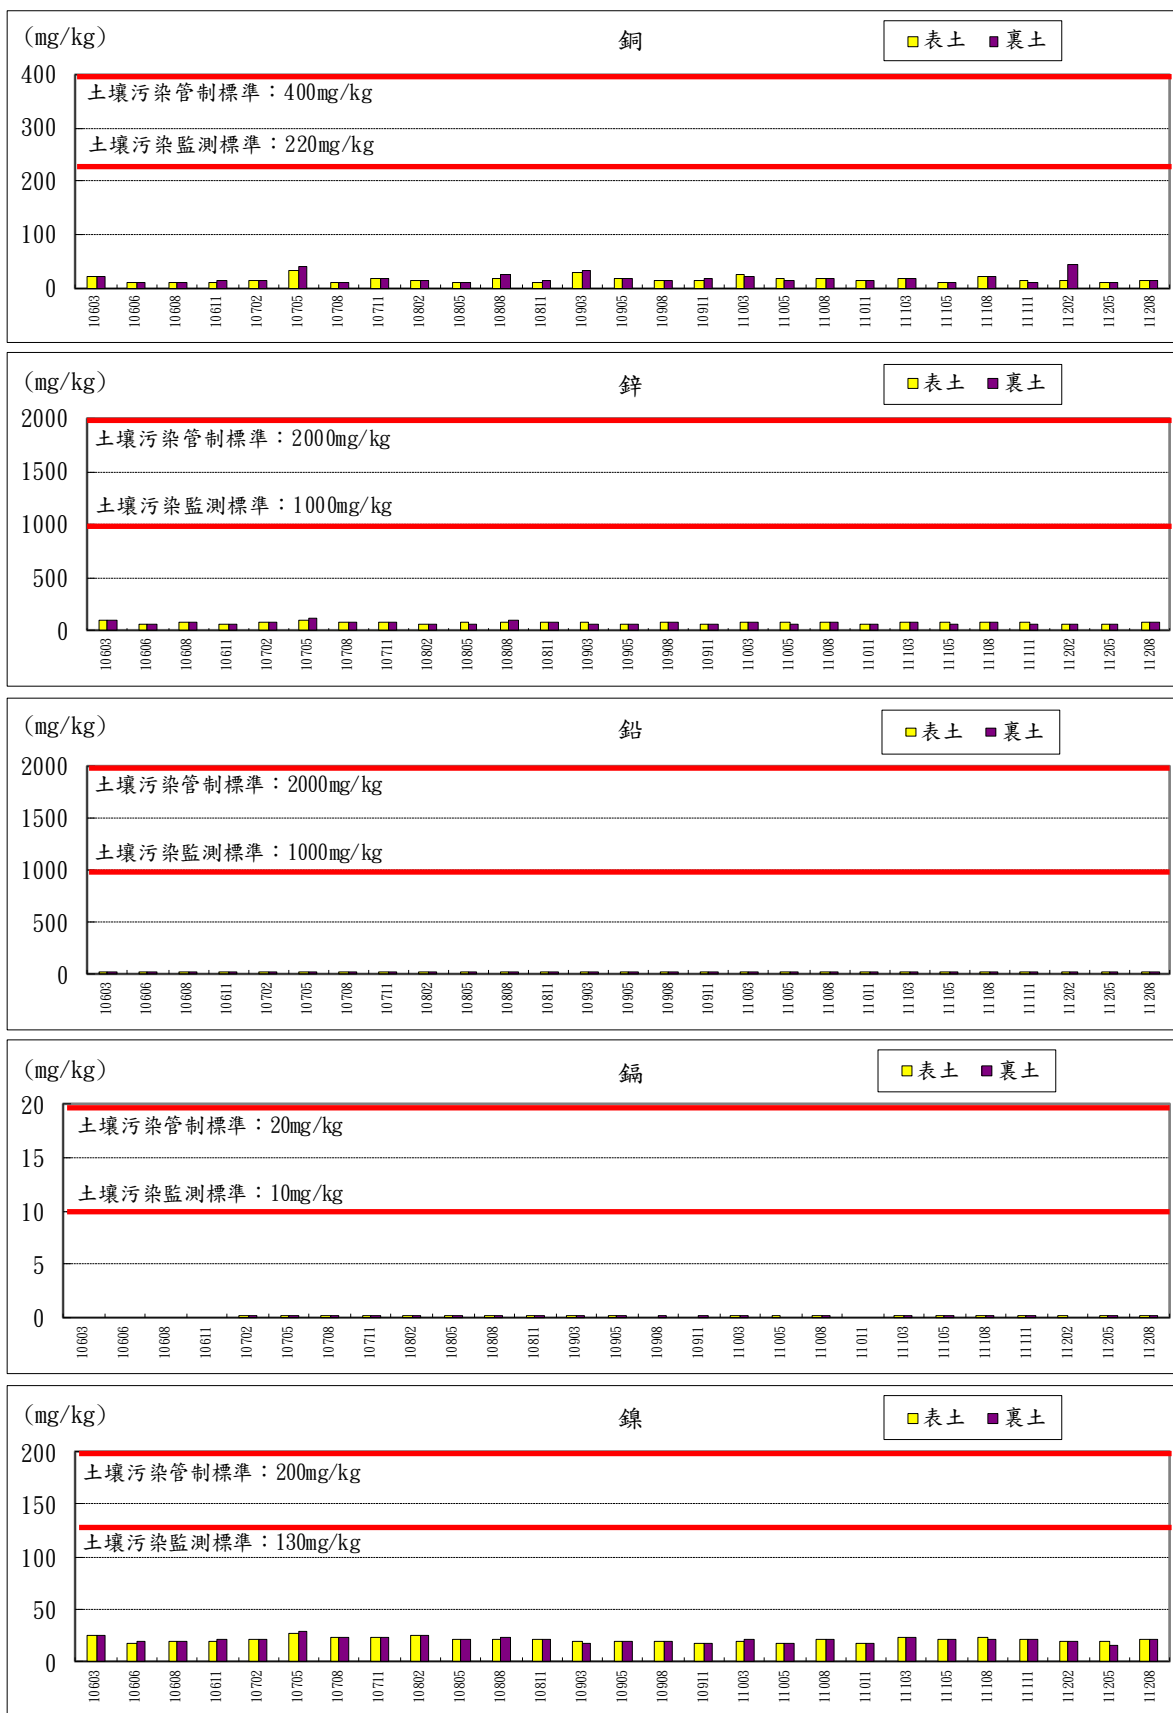 (mg/kg)
銅
表土 裏土
400
土壤污染管制標準：400mg/kg
300
土壤污染監測標準：220mg/kg
200
100
0
10603 10606 10608 10611 10702 10705 10708 10711 10802 10805 10808 10811 10903 10905 10908 10911 11003 11005 11008 11011 11103 11105 11108 11111 11202 11205 11208
(mg/kg)
鋅
表土 裏土
2000
土壤污染管制標準：2000mg/kg
1500
土壤污染監測標準：1000mg/kg
1000
500
0
10603 10606 10608 10611 10702 10705 10708 10711 10802 10805 10808 10811 10903 10905 10908 10911 11003 11005 11008 11011 11103 11105 11108 11111 11202 11205 11208
(mg/kg)
鉛
表土 裏土
2000
土壤污染管制標準：2000mg/kg
1500
土壤污染監測標準：1000mg/kg
1000
500
0
10603 10606 10608 10611 10702 10705 10708 10711 10802 10805 10808 10811 10903 10905 10908 10911 11003 11005 11008 11011 11103 11105 11108 11111 11202 11205 11208
(mg/kg)
鎘
表土 裏土
20
土壤污染管制標準：20mg/kg
15
土壤污染監測標準：10mg/kg
10
5
0
10603 10606 10608 10611 10702 10705 10708 10711 10802 10805 10808 10811 10903 10905 10908 10911 11003 11005 11008 11011 11103 11105 11108 11111 11202 11205 11208
(mg/kg)
鎳
表土 裏土
200
土壤污染管制標準：200mg/kg
150
土壤污染監測標準：130mg/kg
100
50
0
10603 10606 10608 10611 10702 10705 10708 10711 10802 10805 10808 10811 10903 10905 10908 10911 11003 11005 11008 11011 11103 11105 11108 11111 11202 11205 11208